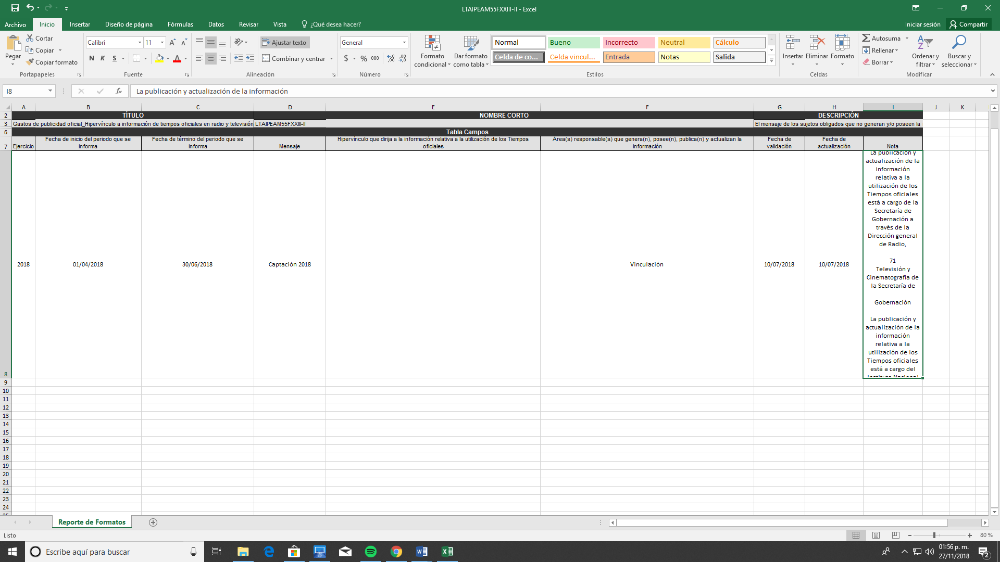 LTAIPEAM55FXXIII-II - Excel
Archivo Inicio Insertar Diseño de página Fórmulas Datos Revisar Vista ¿Qué desea hacer? Iniciar sesión Compartir
Pegar
Cortar
Copiar
Copiar formato
Portapapeles
Calibri 11
N K S
Fuente
Ajustar texto
Combinar y centrar
Alineación
General
$ % 000
Número
Formato condicional
Dar formato como tabla
Normal Bueno Incorrecto Neutral Cálculo
Celda de co... Celda vincul... Entrada Notas Salida
Estilos
Insertar Eliminar Formato
Celdas
Autosuma
Rellenar
Borrar
Ordenar y filtrar
Buscar y seleccionar
Modificar
I8 fx La publicación y actualización de la información
A B C D E F G H I J K
2 TÍTULO NOMBRE CORTO DESCRIPCIÓN
3 Gastos de publicidad oficial_Hipervínculo a información de tiempos oficiales en radio y televisión LTAIPEAM55FXXIII-II El mensaje de los sujetos obligados que no generan y/o poseen la
6 Tabla Campos
7 Ejercicio
Fecha de inicio del periodo que se informa
Fecha de término del periodo que se informa
Mensaje
Hipervínculo que dirija a la información relativa a la utilización de los Tiempos oficiales
Área(s) responsable(s) que genera(n), posee(n), publica(n) y actualizan la información
Fecha de validación
Fecha de actualización
Nota
8 2018 01/04/2018 30/06/2018 Captación 2018 Vinculación 10/07/2018 10/07/2018
La publicación y
actualización de la
información
relativa a la
utilización de los
Tiempos oficiales
está a cargo de la
Secretaría de
Gobernación a
través de la
Dirección general
de Radio,
71
Televisión y
Cinematografía de
la Secretaría de
Gobernación
La publicación y
actualización de la
información
relativa a la
utilización de los
Tiempos oficiales
está a cargo del
Instituto Nacional
9
10
11
12
13
14
15
16
17
18
19
20
21
22
23
24
25
Reporte de Formatos
Listo
80 %
Escribe aquí para buscar
01:56 p. m.
27/11/2018
2